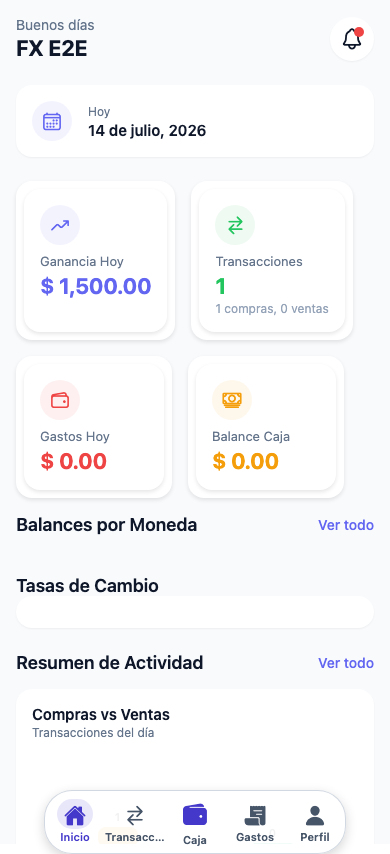 Buenos días
FX E2E
Hoy
14 de julio, 2026
Ganancia Hoy
$ 1,500.00
Transacciones
1
1 compras, 0 ventas
Gastos Hoy
$ 0.00
Balance Caja
$ 0.00
Balances por Moneda
Ver todo
Tasas de Cambio
Resumen de Actividad
Ver todo
Compras vs Ventas
Transacciones del día
Inicio
Transacc...
Caja
Gastos
Perfil